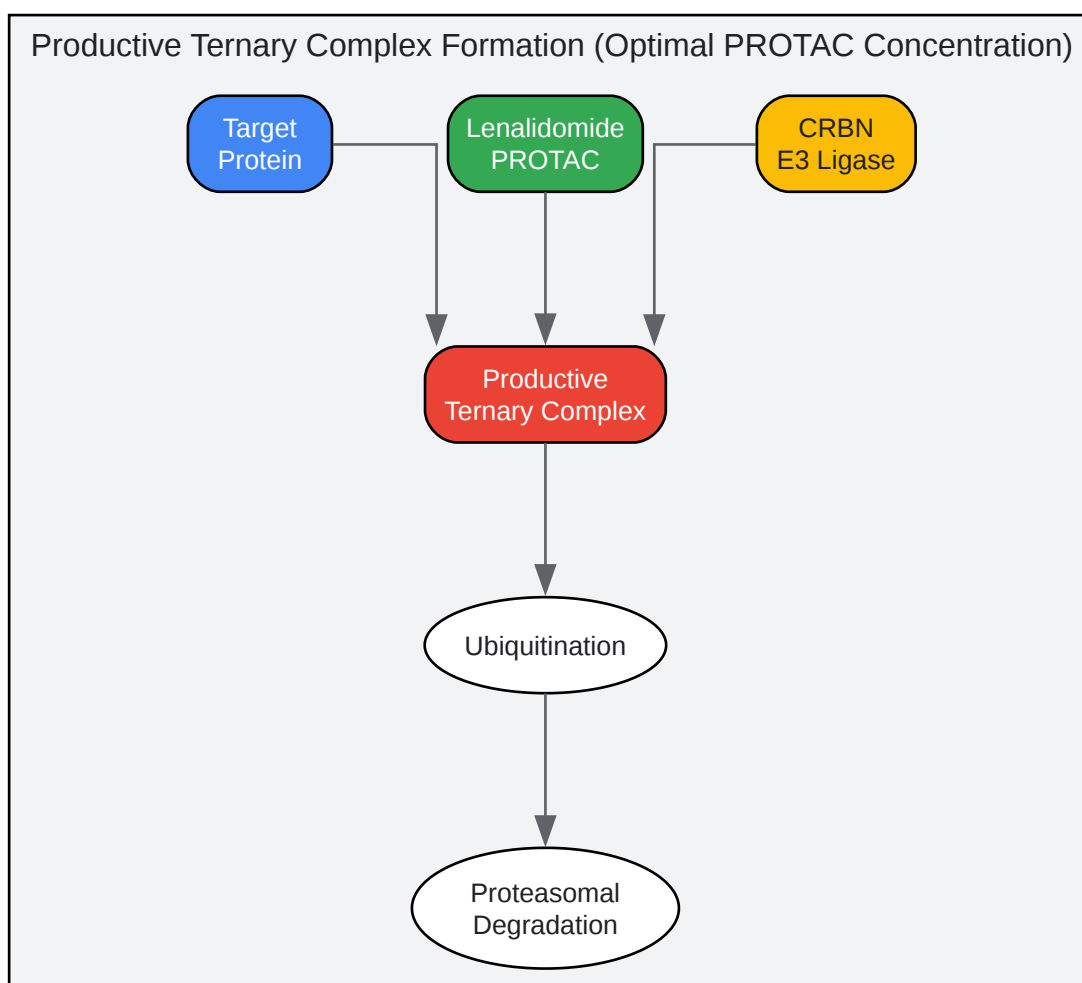 Productive Ternary Complex Formation (Optimal PROTAC Concentration)
Target
Protein
Lenalidomide
PROTAC
CRBN
E3 Ligase
Productive
Ternary Complex
Ubiquitination
Proteasomal
Degradation